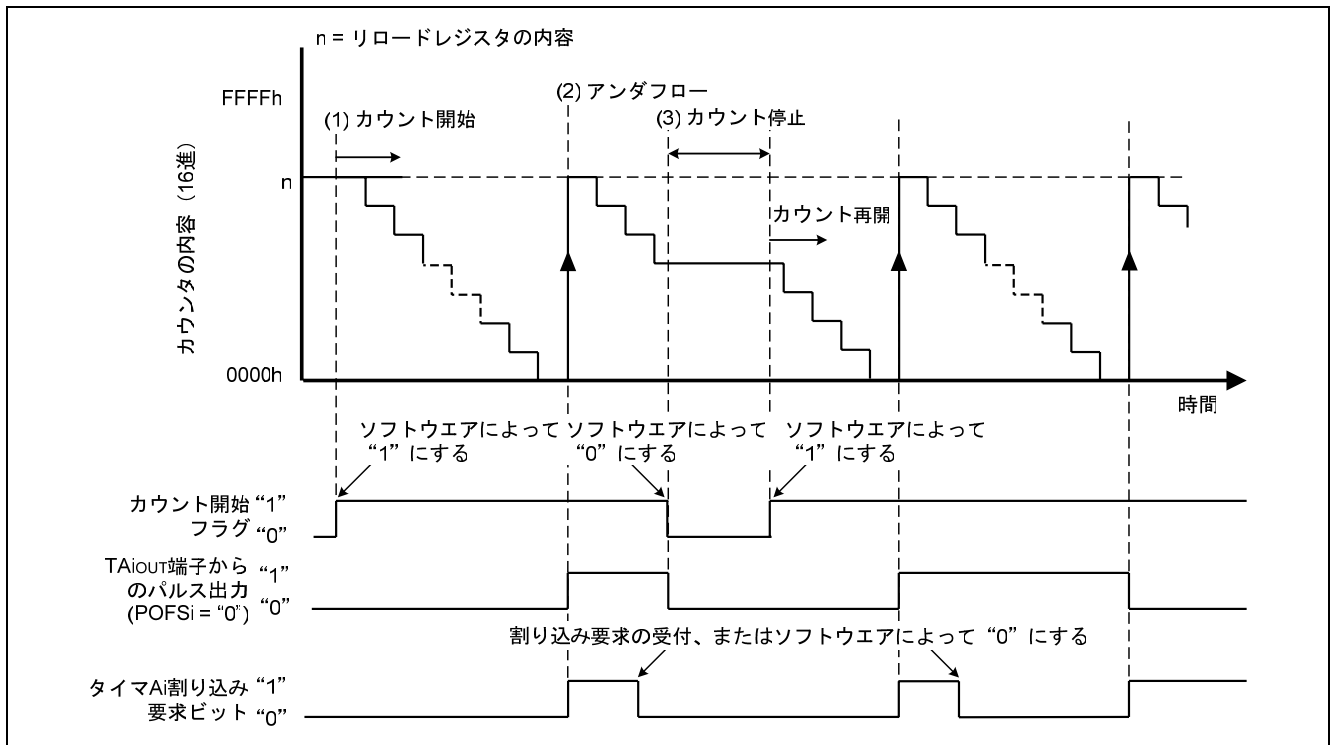 n = リロードレジスタの内容
FFFFh
(2) アンダフロー
(1) カウント開始
(3) カウント停止
カウンタの内容 (16進)
n
カウント再開
0000h
時間
ソフトウエアによって
“1” にする
ソフトウエアによって
“0” にする
ソフトウエアによって
“1” にする
カウント開始 “1”
フラグ “0”
TAiOUT端子から “1”
のパルス出力
(POFSi = “0”) “0”
割り込み要求の受付、またはソフトウエアによって “0” にする
タイマAi割り込み “1”
要求ビット “0”